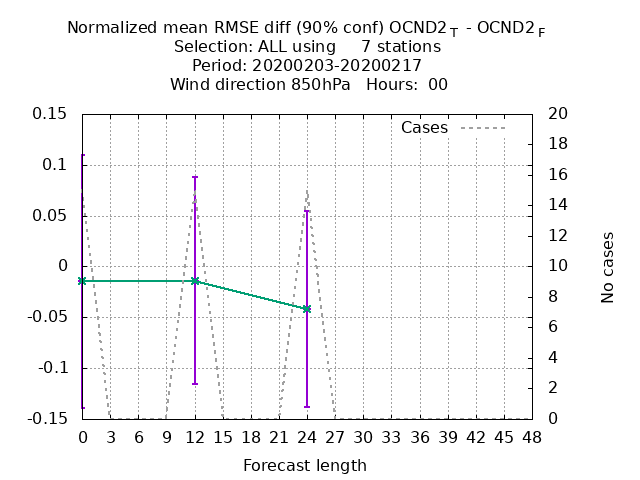 Normalized mean RMSE diff (90% conf) OCND2 T - OCND2 F
Selection: ALL using 7 stations
Period: 20200203-20200217
Wind direction 850hPa Hours: 00
Cases
0.15
0.1
0.05
0
-0.05
-0.1
-0.15
20
18
16
14
12
10
8
6
4
2
0
No cases
0 3 6 9 12 15 18 21 24 27 30 33 36 39 42 45 48
Forecast length